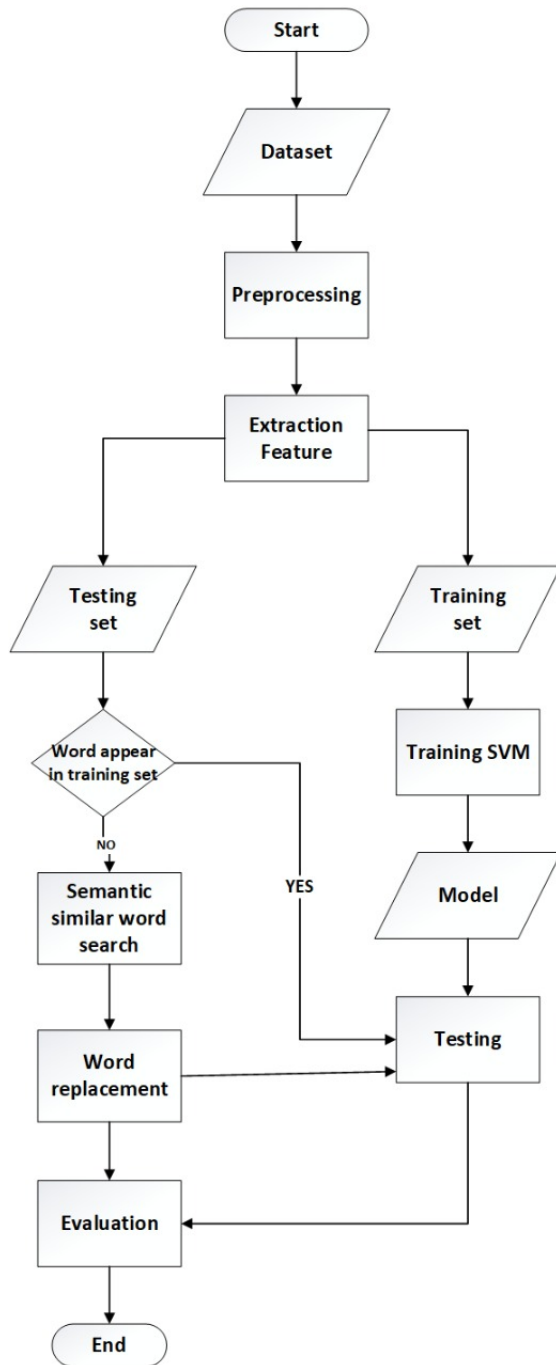 Start
Dataset
Preprocessing
Extraction
Feature
Testing
set
Training
set
Word appear
in training set
Training SVM
NO
YES
Semantic
similar word
search
Model
Word
replacement
Testing
Evaluation
End